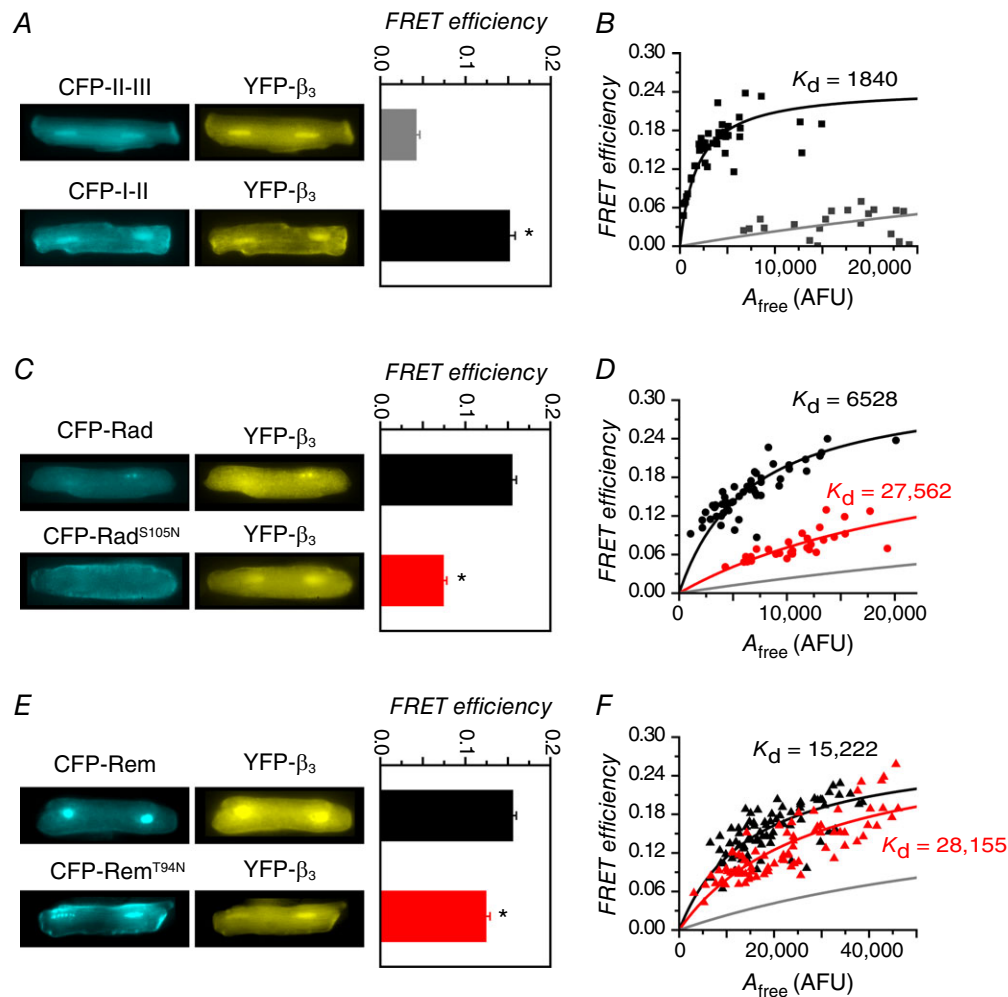 A
FRET efficiency
0.0 0.1 0.2
CFP-II-III YFP-β₃
CFP-I-II YFP-β₃
*
B
FRET efficiency
0.30
0.24
0.18
0.12
0.06
0.00
Kd = 1840
0 10,000 20,000
Afree (AFU)
C
FRET efficiency
0.0 0.1 0.2
CFP-Rad YFP-β₃
CFP-RadS105N YFP-β₃
*
D
FRET efficiency
0.30
0.24
0.18
0.12
0.06
0.00
Kd = 6528
Kd = 27,562
0 10,000 20,000
Afree (AFU)
E
FRET efficiency
0.0 0.1 0.2
CFP-Rem YFP-β₃
CFP-RemT94N YFP-β₃
*
F
FRET efficiency
0.30
0.24
0.18
0.12
0.06
0.00
Kd = 15,222
Kd = 28,155
0 20,000 40,000
Afree (AFU)